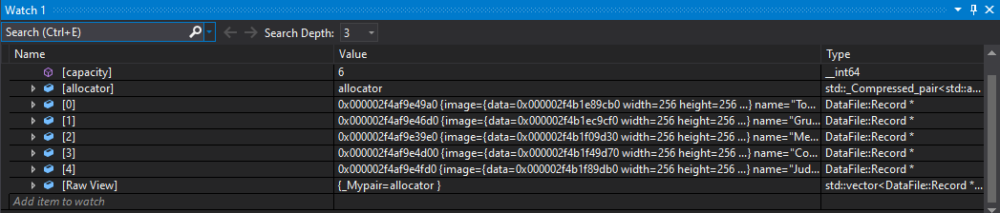 Watch 1
Search (Ctrl+E) Search Depth: 3
Name Value Type
[capacity] 6 __int64
[allocator] allocator std::_Compressed_pair<std::a...
[0] 0x000002f4af9e49a0 {image={data=0x000002f4b1e89cb0 width=256 height=256 ...} name="To... DataFile::Record *
[1] 0x000002f4af9e46d0 {image={data=0x000002f4b1ec9cf0 width=256 height=256 ...} name="Gru... DataFile::Record *
[2] 0x000002f4af9e39e0 {image={data=0x000002f4b1f09d30 width=256 height=256 ...} name="Me... DataFile::Record *
[3] 0x000002f4af9e4d00 {image={data=0x000002f4b1f49d70 width=256 height=256 ...} name="Co... DataFile::Record *
[4] 0x000002f4af9e4fd0 {image={data=0x000002f4b1f89db0 width=256 height=256 ...} name="Jud... DataFile::Record *
[Raw View] {_Mypair=allocator } std::vector<DataFile::Record *...
Add item to watch